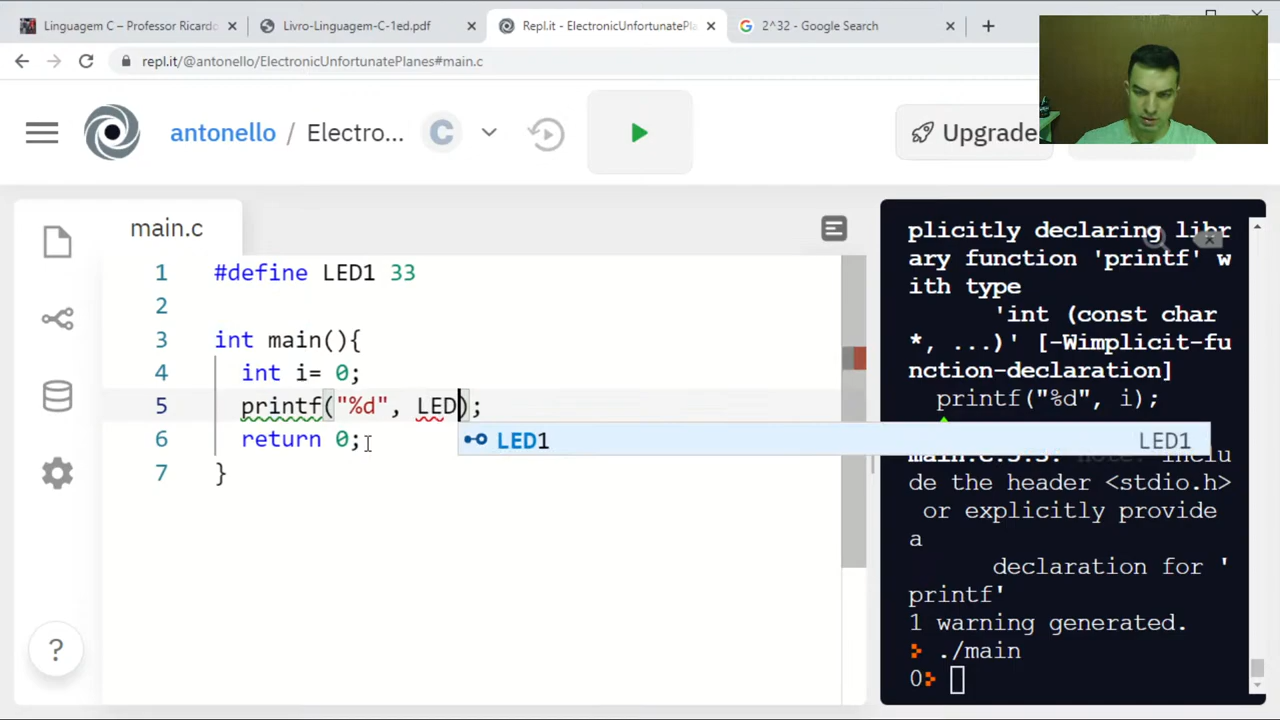 Linguagem C – Professor Ricardo
Livro-Linguagem-C-1ed.pdf
Repl.it - ElectronicUnfortunatePla
2^32 - Google Search
repl.it/@antonello/ElectronicUnfortunatePlanes#main.c
antonello / Electro... C
Upgrade
main.c
1 #define LED1 33
2
3 int main(){
4 int i= 0;
5 printf("%d", LED);
6 return 0;
7 }
LED1 LED1
?
plicitly declaring libr
ary function 'printf' w
ith type
'int (const char
*, ...)' [-Wimplicit-fu
nction-declaration]
printf("%d", i);
ude the header <stdio.h>
or explicitly provide
a
declaration for '
printf'
1 warning generated.
./main
0